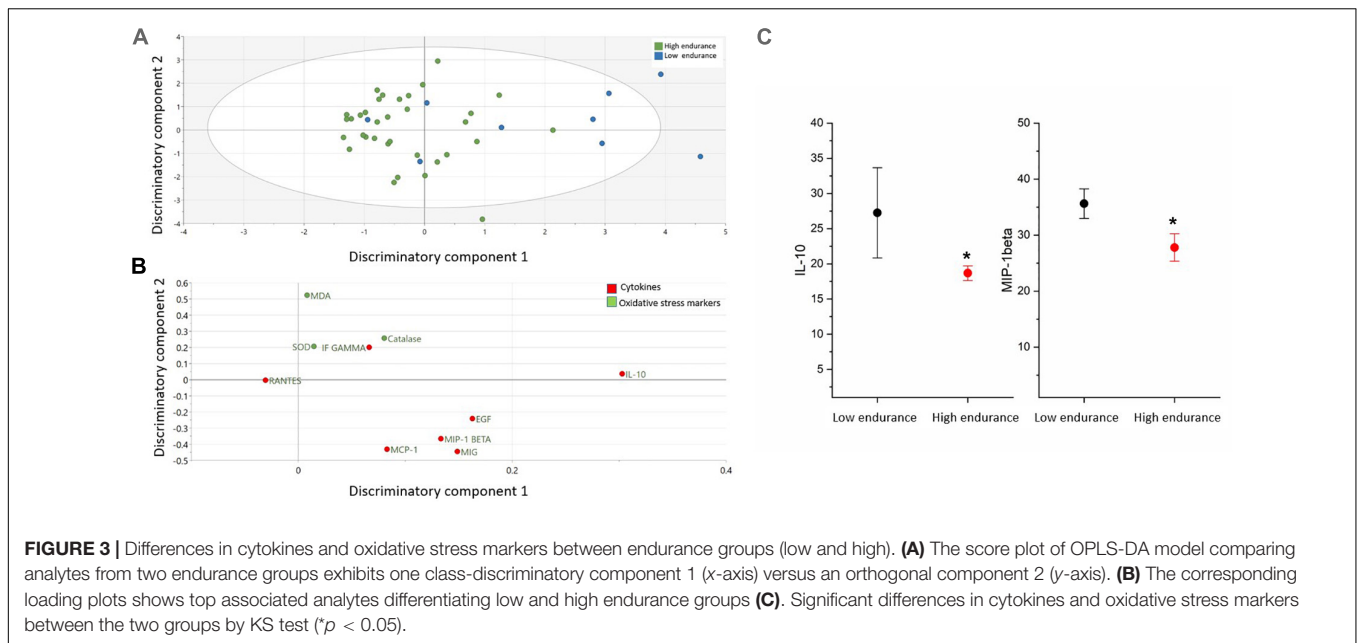 A
4
3
2
1
0
-1
-2
-3
-4
Discriminatory component 2
High endurance
Low endurance
-4
-3
-2
-1
0
1
2
3
4
5
Discriminatory component 1
B
0.6
0.5
0.4
0.3
0.2
0.1
0
-0.1
-0.2
-0.3
-0.4
-0.5
Discriminatory component 2
Cytokines
Oxidative stress markers
MDA
Catalase
SOD
IF GAMMA
RANTES
IL-10
EGF
MIP-1 BETA
MCP-1
MIG
0
0.2
0.4
Discriminatory component 1
C
40
35
30
25
20
15
10
5
IL-10
*
Low endurance
High endurance
50
40
30
20
10
MIP-1beta
*
Low endurance
High endurance
FIGURE 3 | Differences in cytokines and oxidative stress markers between endurance groups (low and high). (A) The score plot of OPLS-DA model comparing
analytes from two endurance groups exhibits one class-discriminatory component 1 (x-axis) versus an orthogonal component 2 (y-axis). (B) The corresponding
loading plots shows top associated analytes differentiating low and high endurance groups (C). Significant differences in cytokines and oxidative stress markers
between the two groups by KS test (*p < 0.05).